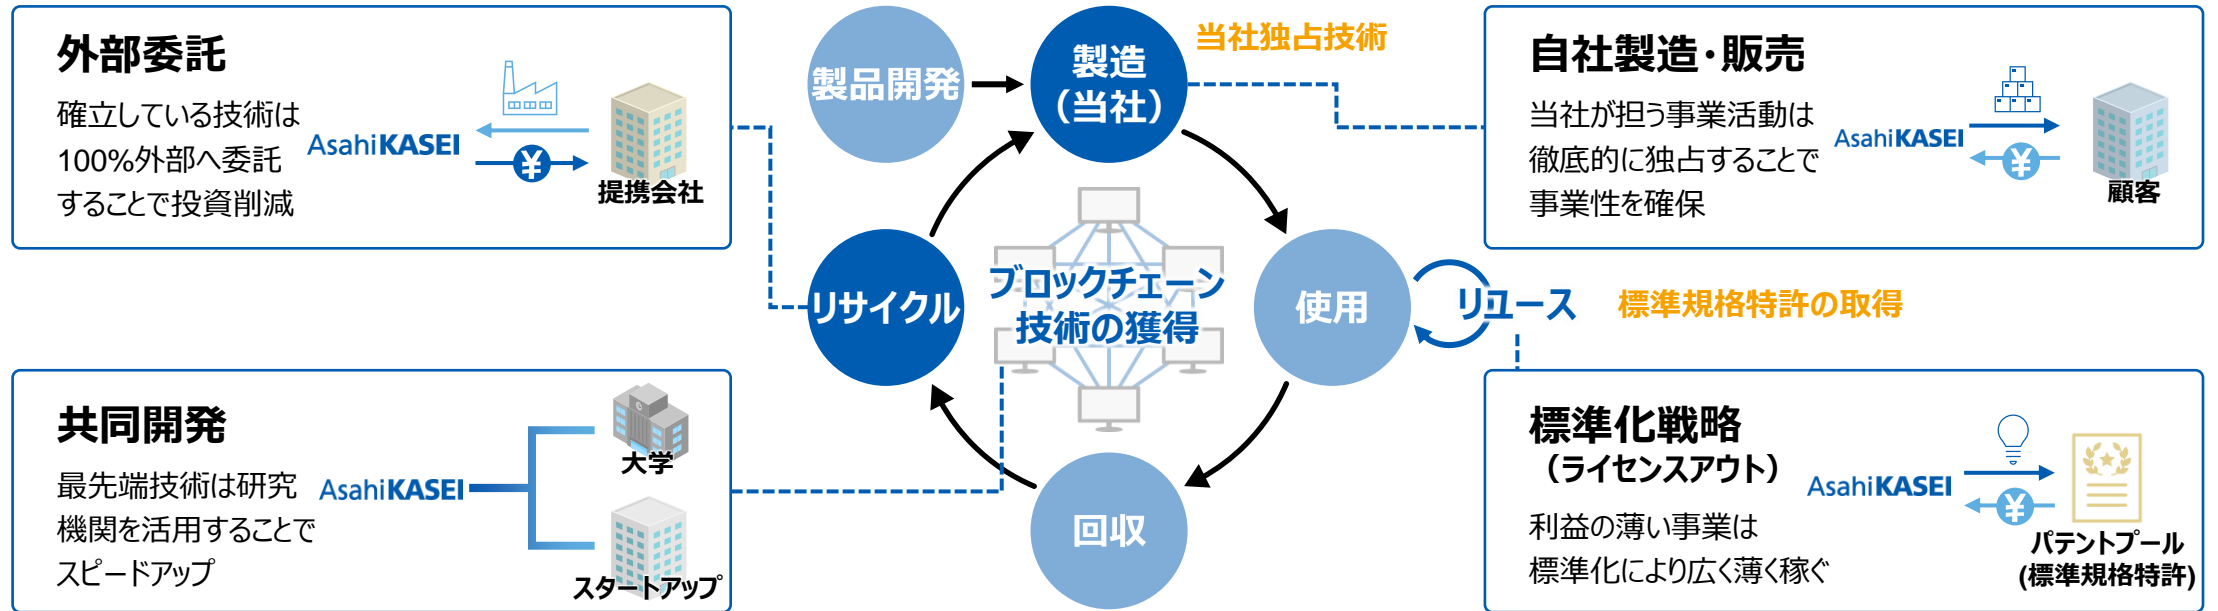 外部委託
確立している技術は
100%外部へ委託
することで投資削減
AsahiKASEI
¥
提携会社
製品開発
製造
（当社）
当社独占技術
自社製造・販売
当社が担う事業活動は
徹底的に独占することで
事業性を確保
AsahiKASEI
¥
顧客
リサイクル
ブロックチェーン
技術の獲得
使用
リユース
標準規格特許の取得
回収
共同開発
最先端技術は研究
機関を活用することで
スピードアップ
AsahiKASEI
大学
スタートアップ
標準化戦略
（ライセンスアウト）
利益の薄い事業は
標準化により広く薄く稼ぐ
AsahiKASEI
¥
パテントプール
(標準規格特許)